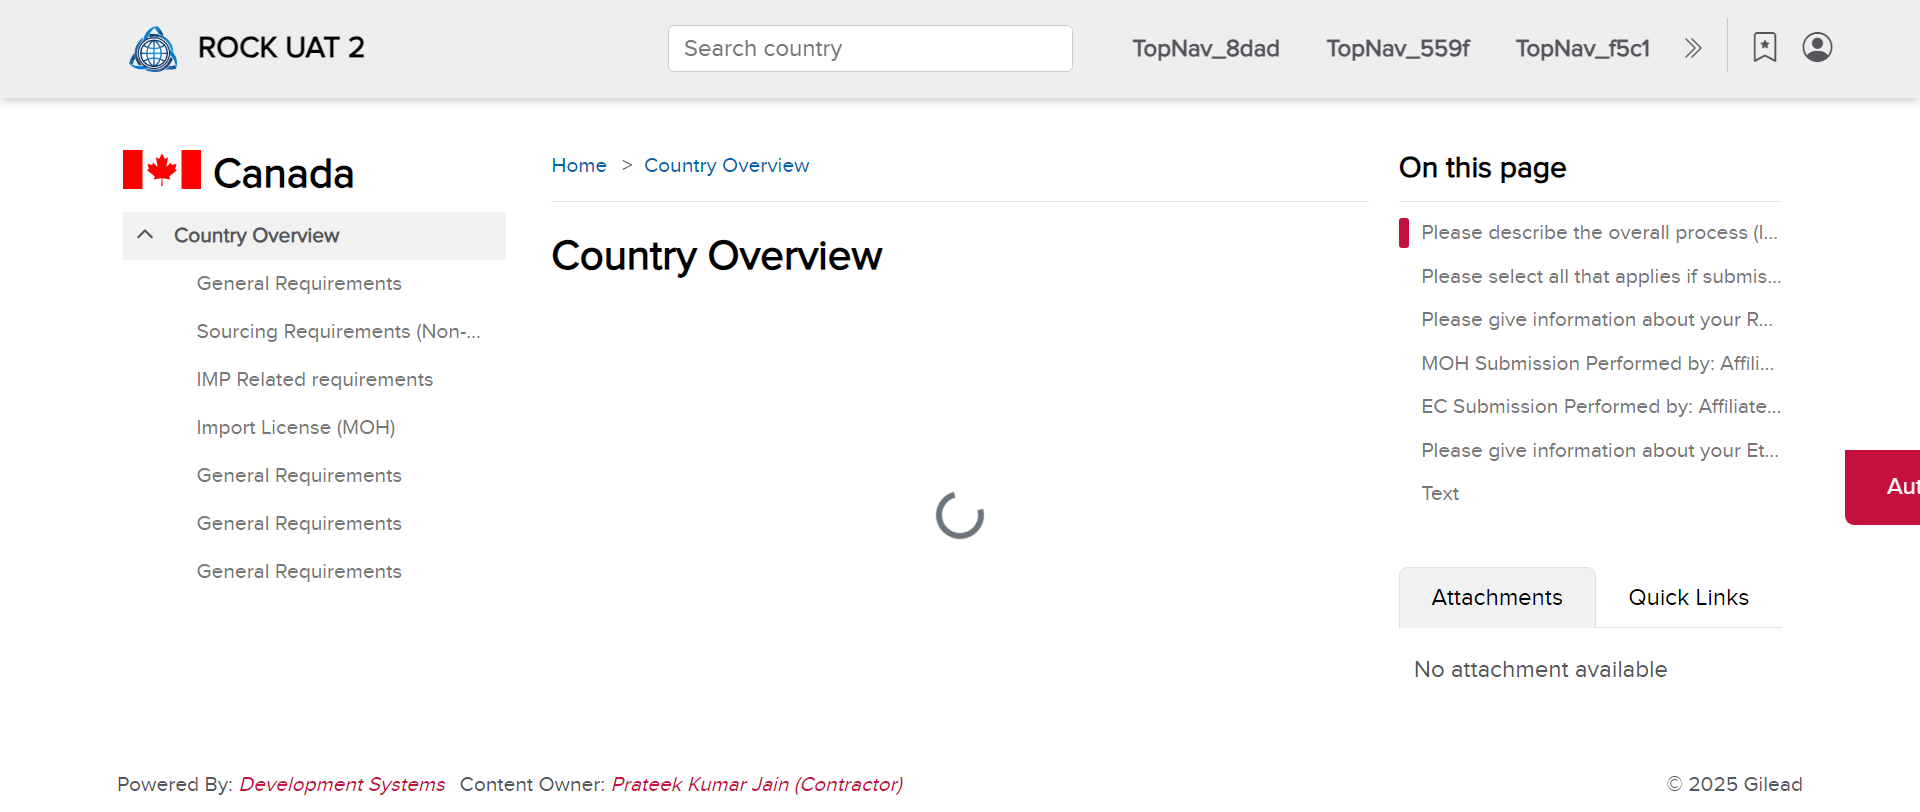 ROCK UAT 2
Search country
TopNav_8dad
TopNav_559f
TopNav_f5c1
Canada
Country Overview
General Requirements
Sourcing Requirements (Non-...
IMP Related requirements
Import License (MOH)
General Requirements
General Requirements
General Requirements
Home > Country Overview
Country Overview
On this page
Please describe the overall process (I...
Please select all that applies if submis...
Please give information about your R...
MOH Submission Performed by: Affili...
EC Submission Performed by: Affiliate...
Please give information about your Et...
Text
Aut
Attachments
Quick Links
No attachment available
Powered By: Development Systems Content Owner: Prateek Kumar Jain (Contractor)
© 2025 Gilead